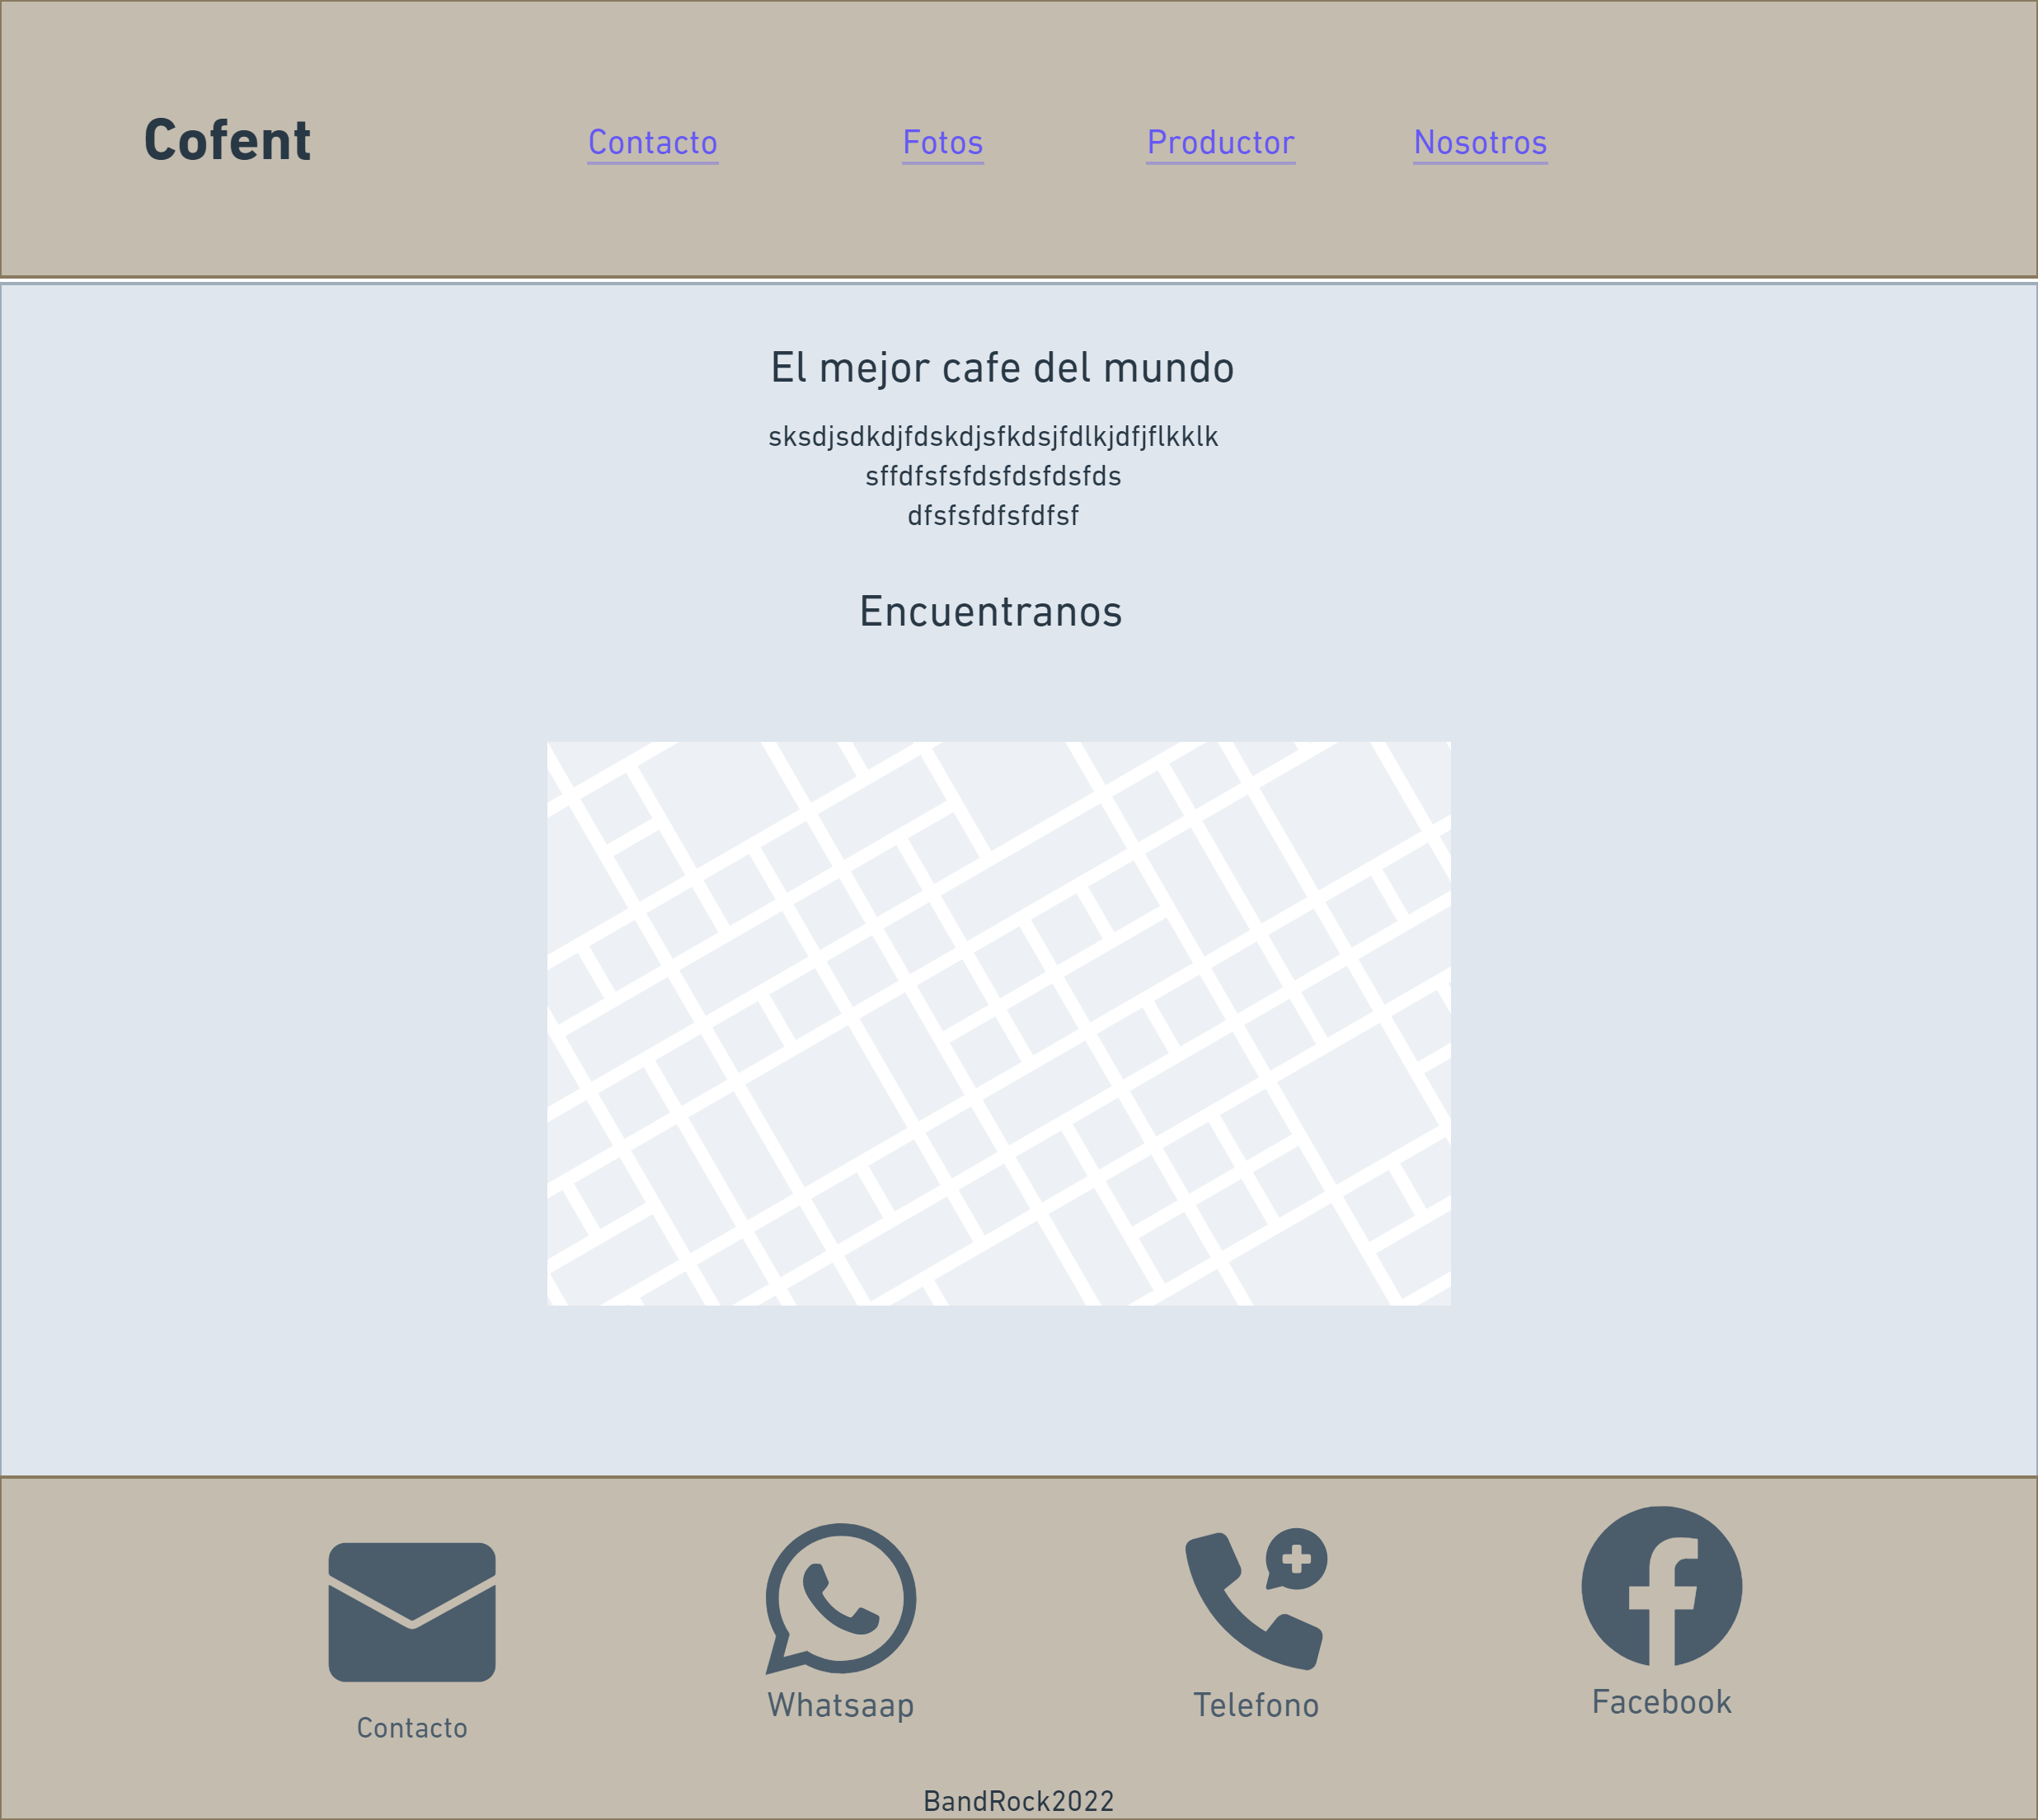 Cofent
Contacto
Fotos
Productor
Nosotros
El mejor cafe del mundo
sksdjsdkdjfdskdjsfkdsjfdlkjdfjflkklk
sffdfsfsfdsfdsfdsfds
dfsfsfdfsfdfsf
Encuentranos
Contacto
Whatsaap
Telefono
Facebook
BandRock2022